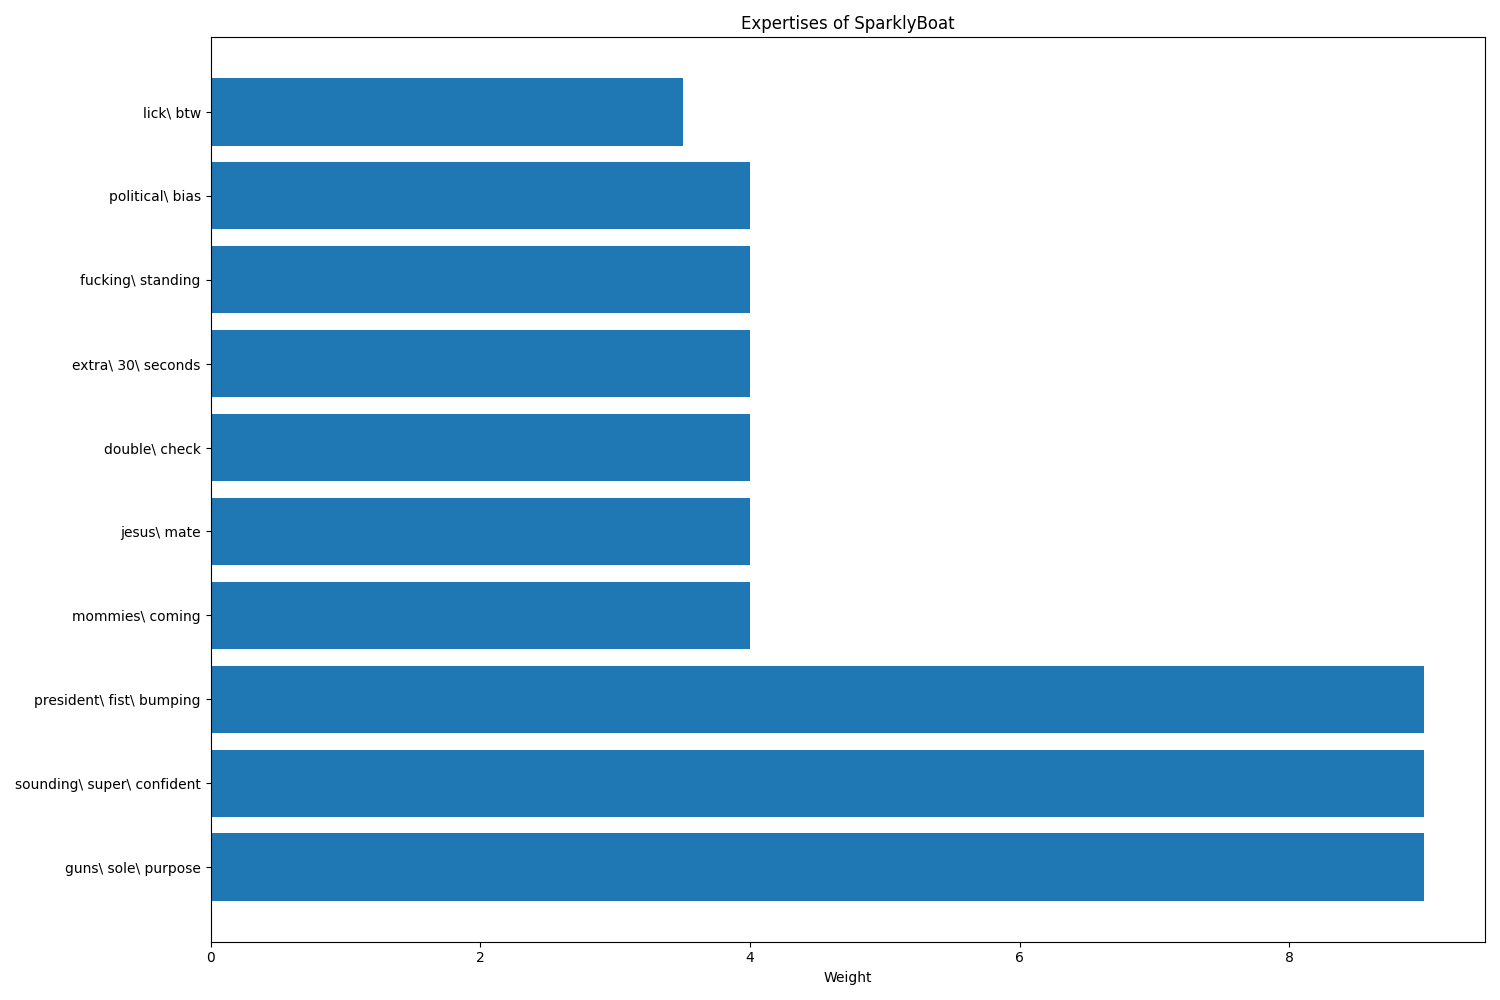 Expertises of SparklyBoat
lick\ btw
political\ bias
fucking\ standing
extra\ 30\ seconds
double\ check
jesus\ mate
mommies\ coming
president\ fist\ bumping
sounding\ super\ confident
guns\ sole\ purpose
0 2 4 6 8
Weight